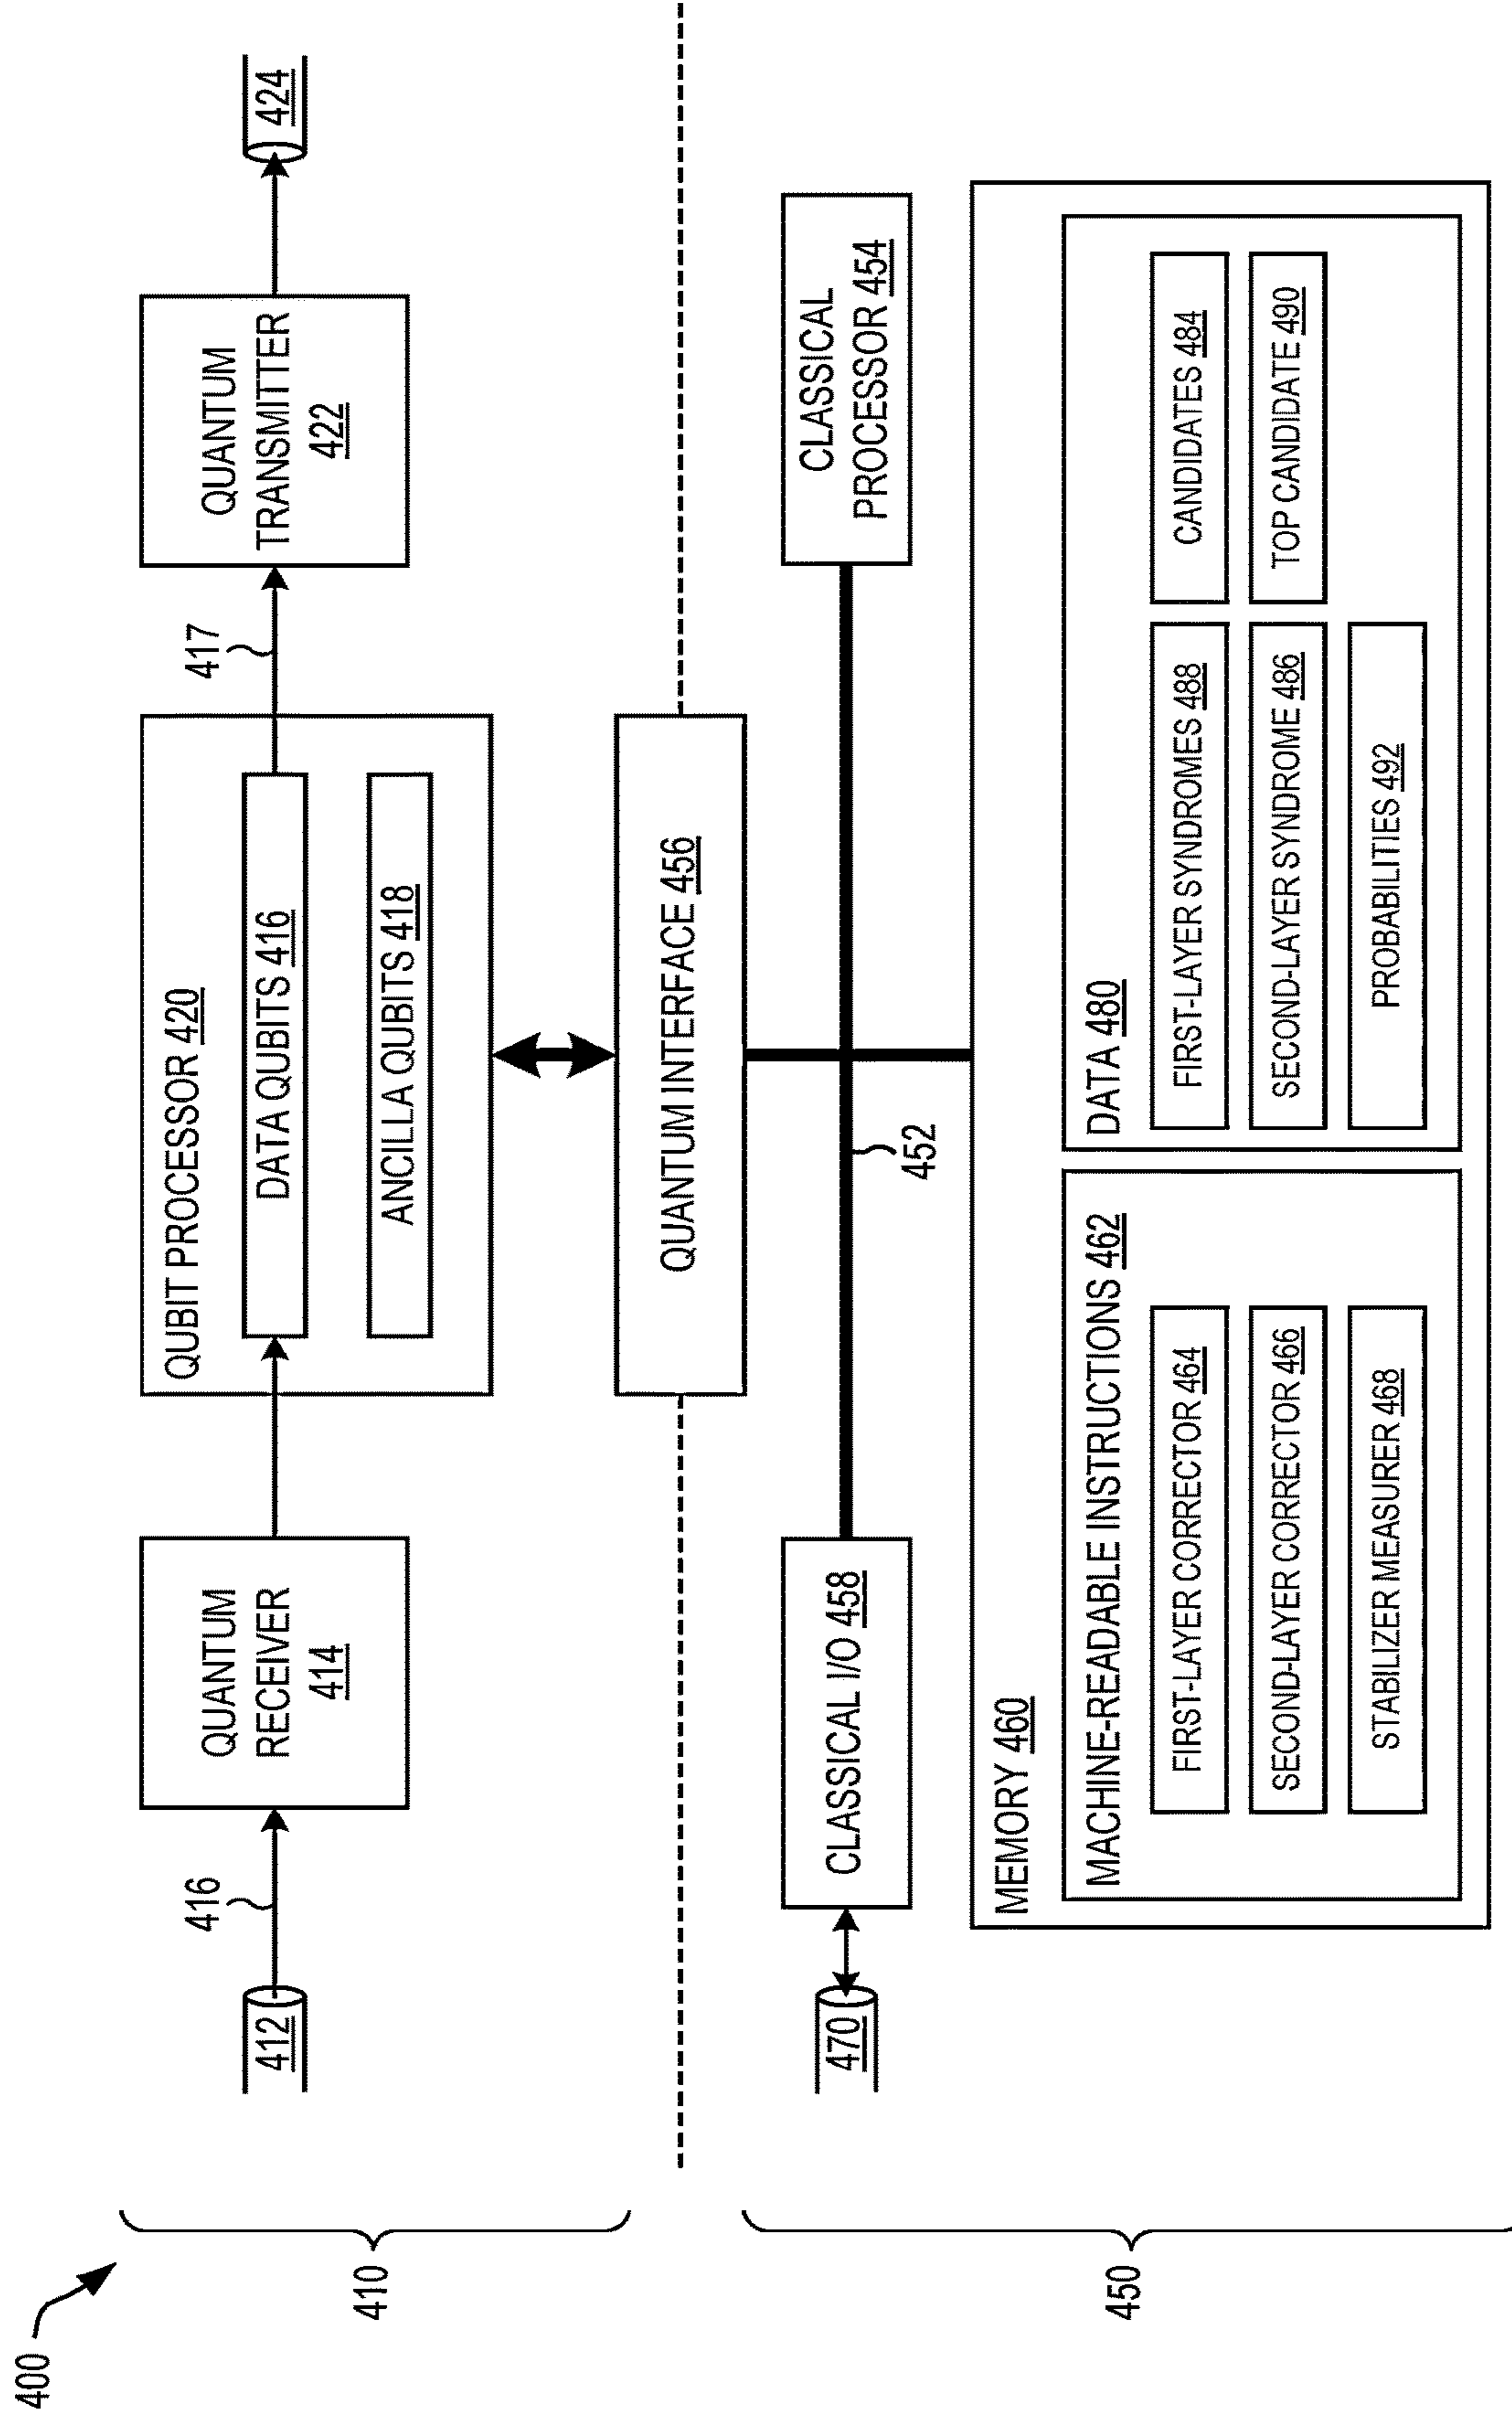 400
410
412
416
QUANTUM
RECEIVER
414
QUBIT PROCESSOR 420
DATA QUBITS 416
ANCILLA QUBITS 418
417
QUANTUM
TRANSMITTER
422
424
QUANTUM INTERFACE 456
450
470
CLASSICAL I/O 458
452
CLASSICAL
PROCESSOR 454
MEMORY 460
MACHINE-READABLE INSTRUCTIONS 462
FIRST-LAYER CORRECTOR 464
SECOND-LAYER CORRECTOR 466
STABILIZER MEASURER 468
DATA 480
FIRST-LAYER SYNDROMES 488
CANDIDATES 484
SECOND-LAYER SYNDROME 486
TOP CANDIDATE 490
PROBABILITIES 492